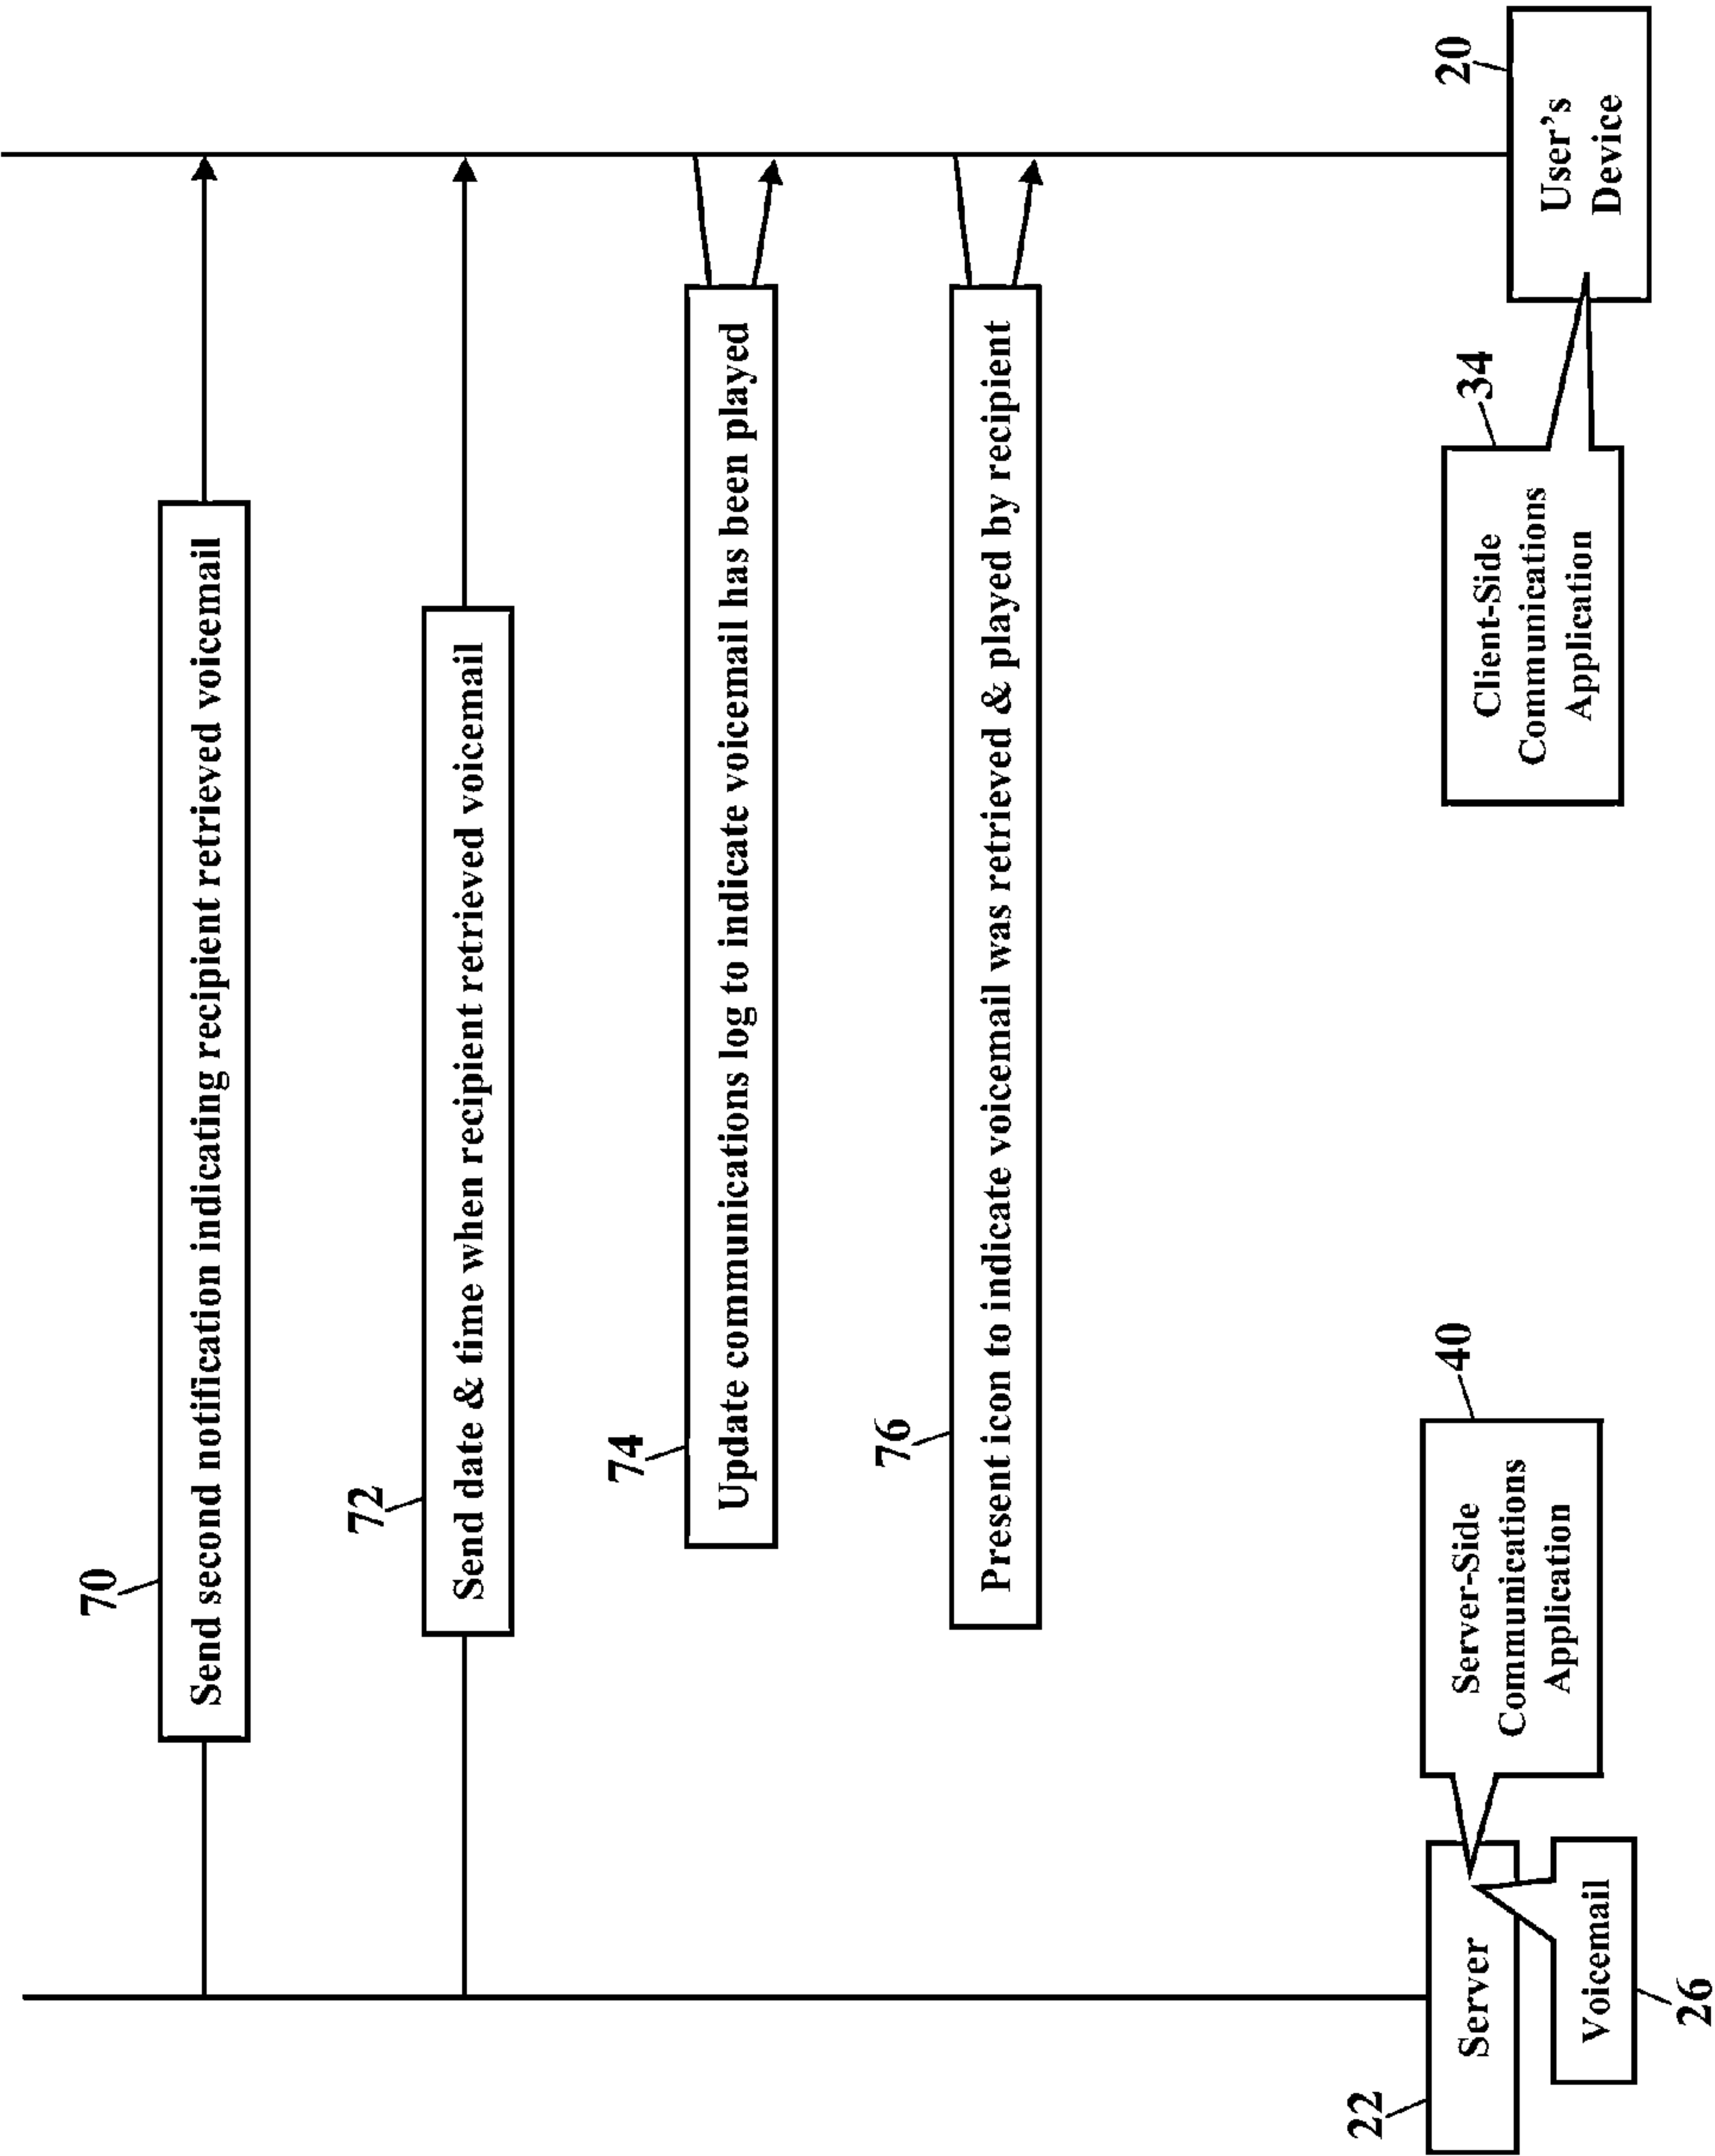 70
Send second notification indicating recipient retrieved voicemail
72
Send date & time when recipient retrieved voicemail
74
Update communications log to indicate voicemail has been played
76
Present icon to indicate voicemail was retrieved & played by recipient
22
Server
Voicemail
26
40
Server-Side
Communications
Application
34
Client-Side
Communications
Application
20
User's
Device